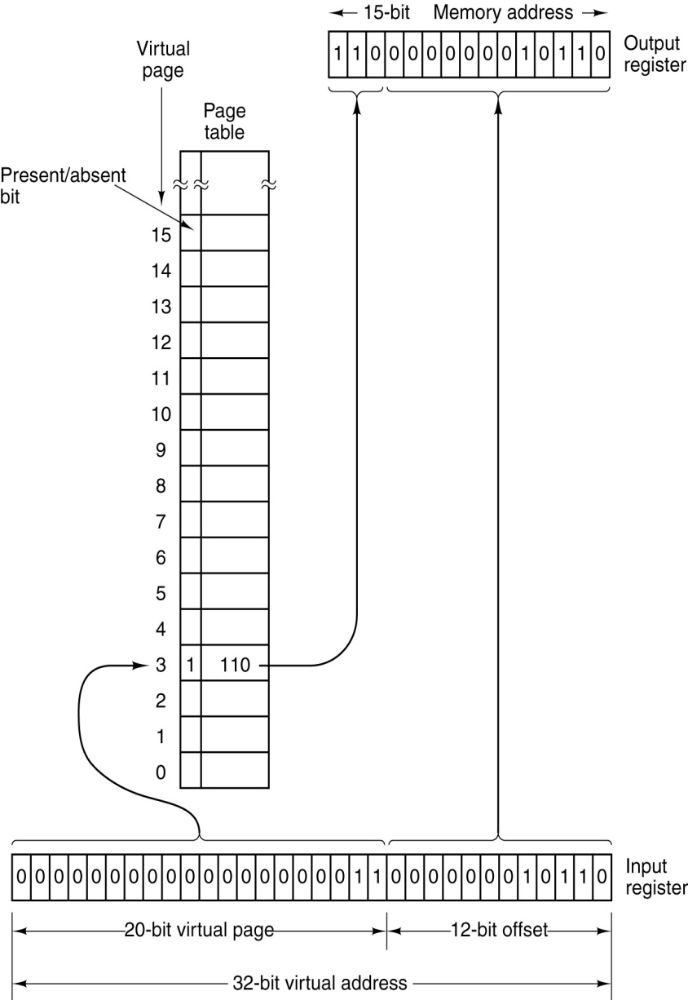 15-bit Memory address
1 1 0 0 0 0 0 0 0 0 1 0 1 1 0
Output
register
Virtual
page
Page
table
Present/absent
bit
15
14
13
12
11
10
9
8
7
6
5
4
3 1 110
2
1
0
0 0 0 0 0 0 0 0 0 0 0 0 0 0 0 0 0 0 1 1 0 0 0 0 0 0 0 1 0 1 1 0
Input
register
20-bit virtual page
12-bit offset
32-bit virtual address